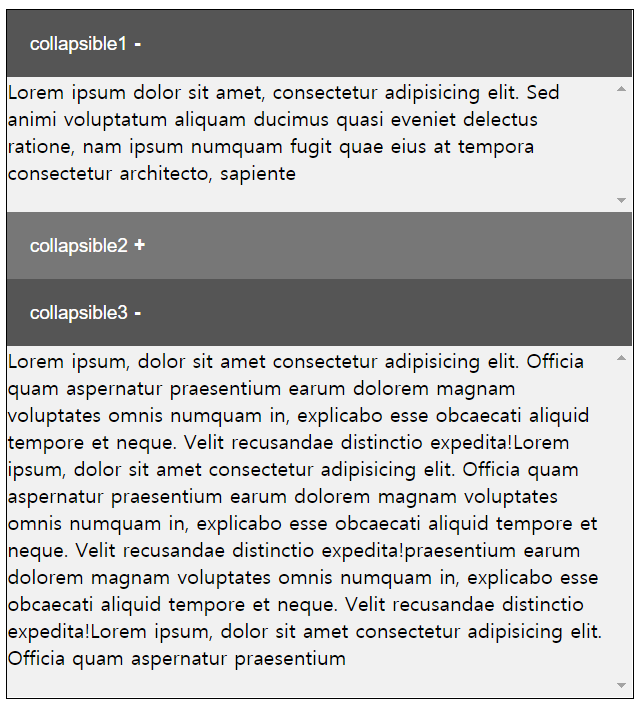 collapsible1 -
Lorem ipsum dolor sit amet, consectetur adipisicing elit. Sed
animi voluptatum aliquam ducimus quasi eveniet delectus
ratione, nam ipsum numquam fugit quae eius at tempora
consectetur architecto, sapiente
collapsible2 +
collapsible3 -
Lorem ipsum, dolor sit amet consectetur adipisicing elit. Officia
quam aspernatur praesentium earum dolorem magnam
voluptates omnis numquam in, explicabo esse obcaecati aliquid
tempore et neque. Velit recusandae distinctio expedita!Lorem
ipsum, dolor sit amet consectetur adipisicing elit. Officia quam
aspernatur praesentium earum dolorem magnam voluptates
omnis numquam in, explicabo esse obcaecati aliquid tempore et
neque. Velit recusandae distinctio expedita!praesentium earum
dolorem magnam voluptates omnis numquam in, explicabo esse
obcaecati aliquid tempore et neque. Velit recusandae distinctio
expedita!Lorem ipsum, dolor sit amet consectetur adipisicing elit.
Officia quam aspernatur praesentium